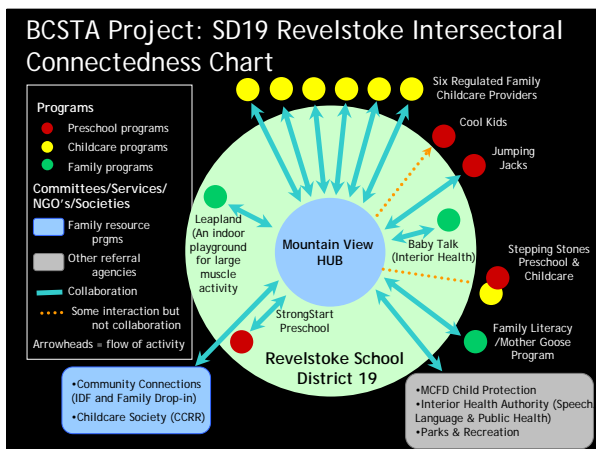 BCSTA Project: SD19 Revelstoke Intersectoral
Connectedness Chart
Programs
Preschool programs
Childcare programs
Family programs
Committees/Services/
NGO's/Societies
Family resource
prgms
Other referral
agencies
Collaboration
Some interaction but
not collaboration
Arrowheads = flow of activity
Six Regulated Family
Childcare Providers
Cool Kids
Jumping
Jacks
Leapland
(An indoor
playground
for large
muscle
activity
Mountain View
HUB
Baby Talk
(Interior Health)
Stepping Stones
Preschool &
Childcare
StrongStart
Preschool
Family Literacy
/Mother Goose
Program
Revelstoke School
District 19
•Community Connections
(IDF and Family Drop-in)
•Childcare Society (CCRR)
•MCFD Child Protection
•Interior Health Authority (Speech
Language & Public Health)
•Parks & Recreation